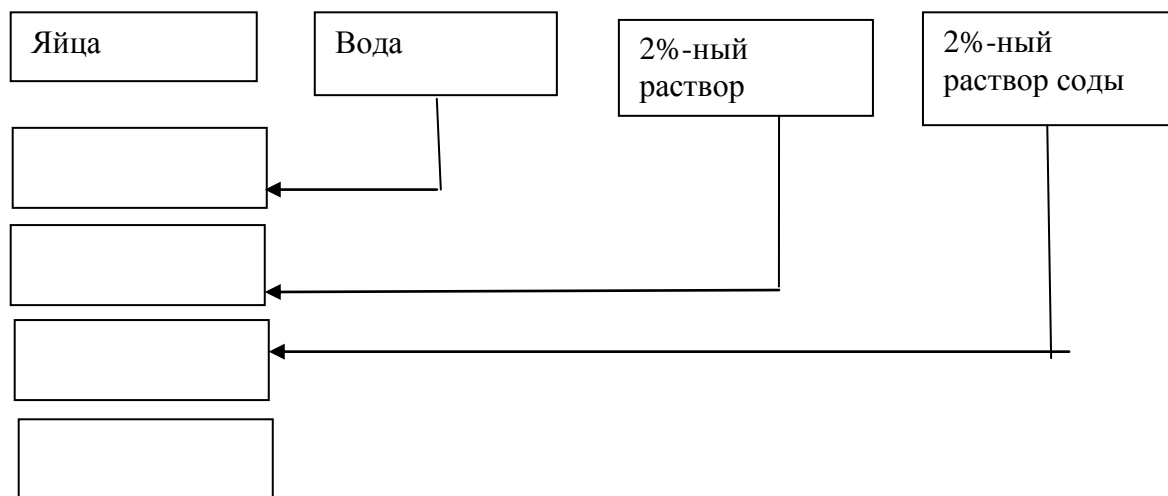 Яйца
Вода
2%-ный
раствор
2%-ный
раствор соды